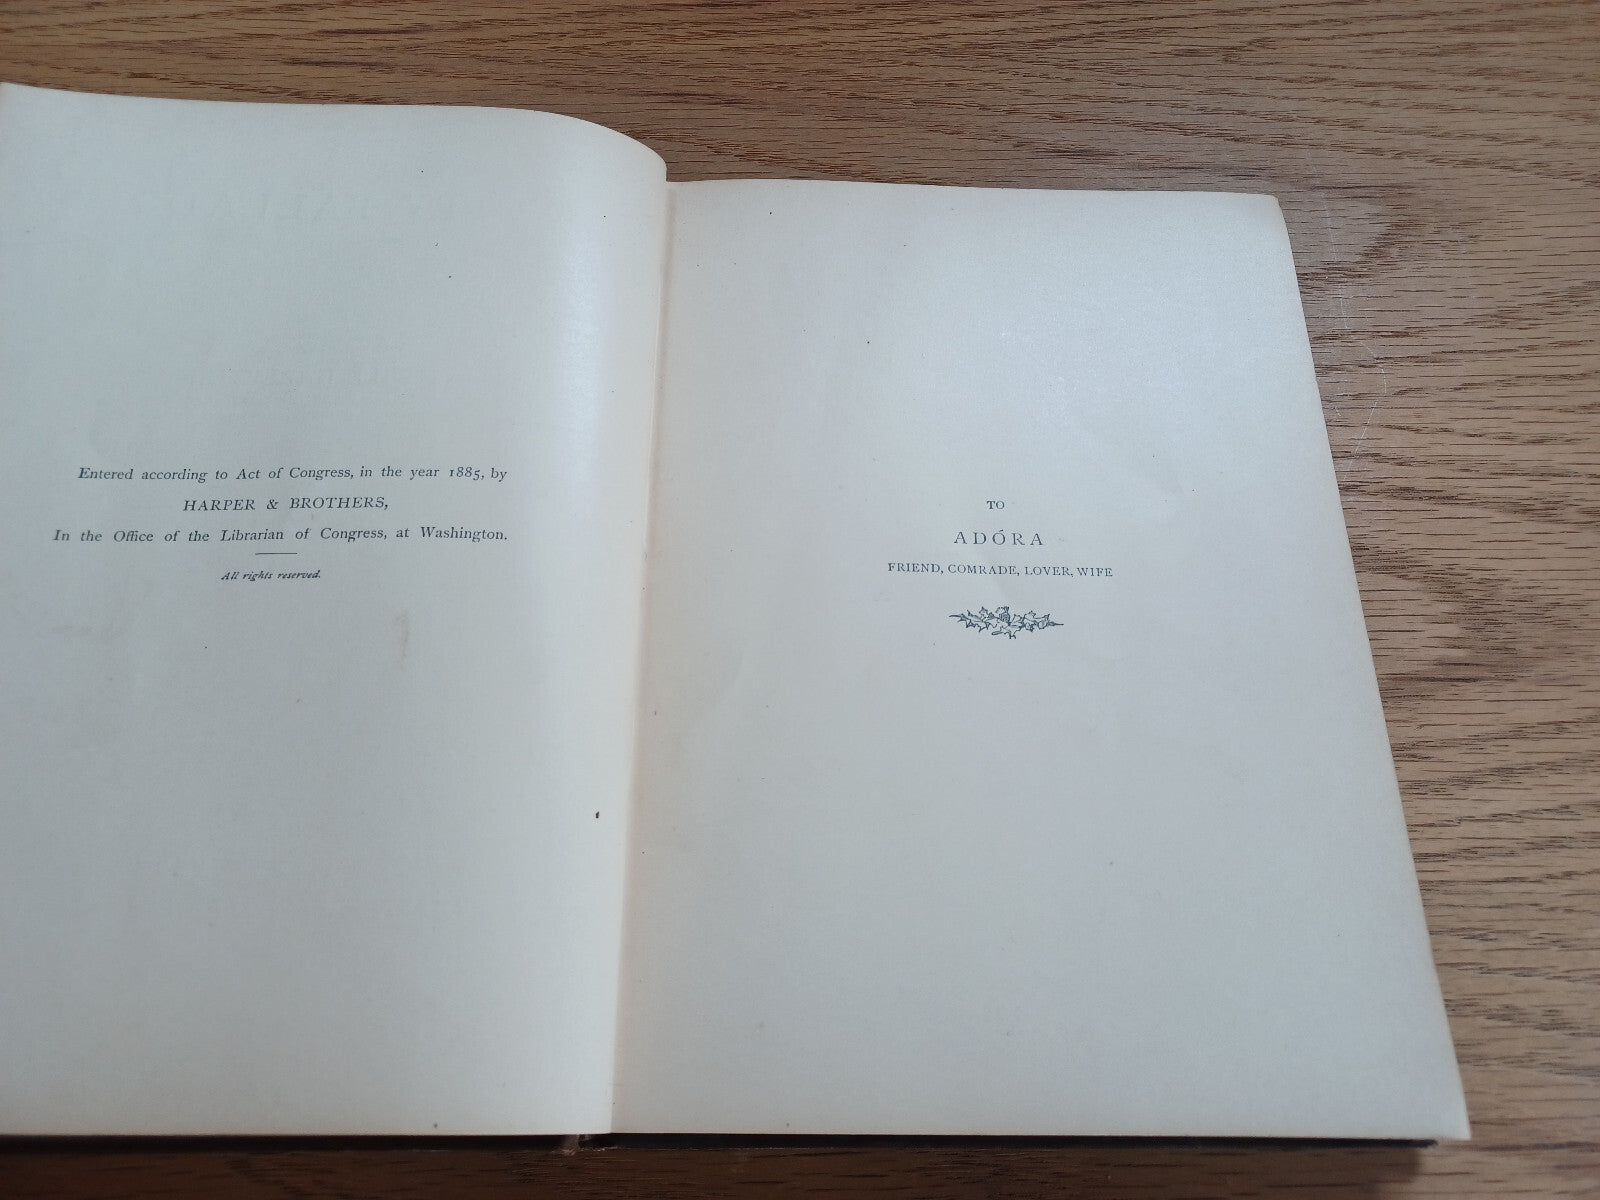 Entered according to Act of Congress, in the year 1885, by
HARPER & BROTHERS,
In the Office of the Librarian of Congress, at Washington.
All rights reserved.
TO
ADÓRA
FRIEND, COMRADE, LOVER, WIFE